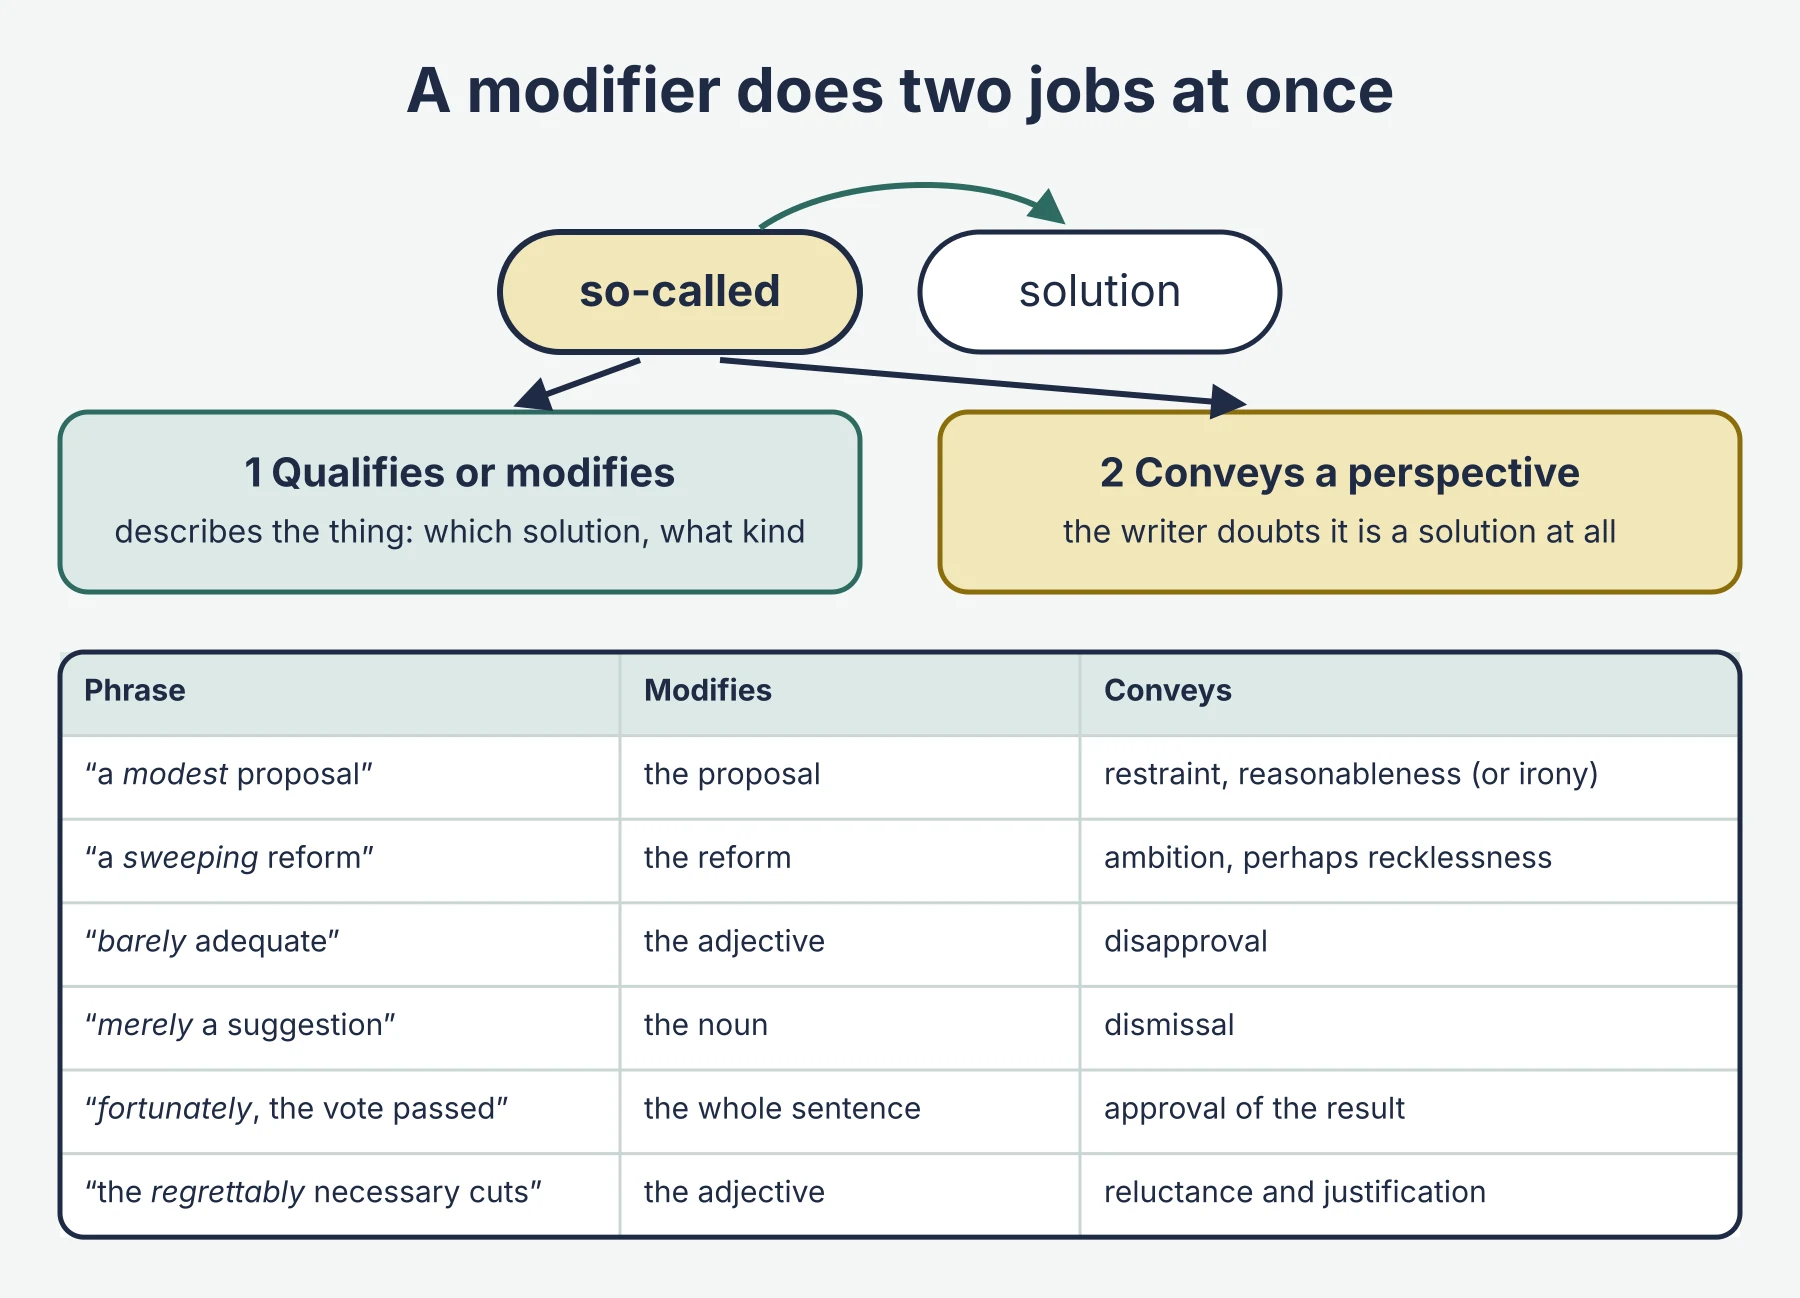 A modifier does two jobs at once
so-called
solution
1 Qualifies or modifies
describes the thing: which solution, what kind
2 Conveys a perspective
the writer doubts it is a solution at all
Phrase Modifies Conveys
“a modest proposal” the proposal restraint, reasonableness (or irony)
“a sweeping reform” the reform ambition, perhaps recklessness
“barely adequate” the adjective disapproval
“merely a suggestion” the noun dismissal
“fortunately, the vote passed” the whole sentence approval of the result
“the regrettably necessary cuts” the adjective reluctance and justification